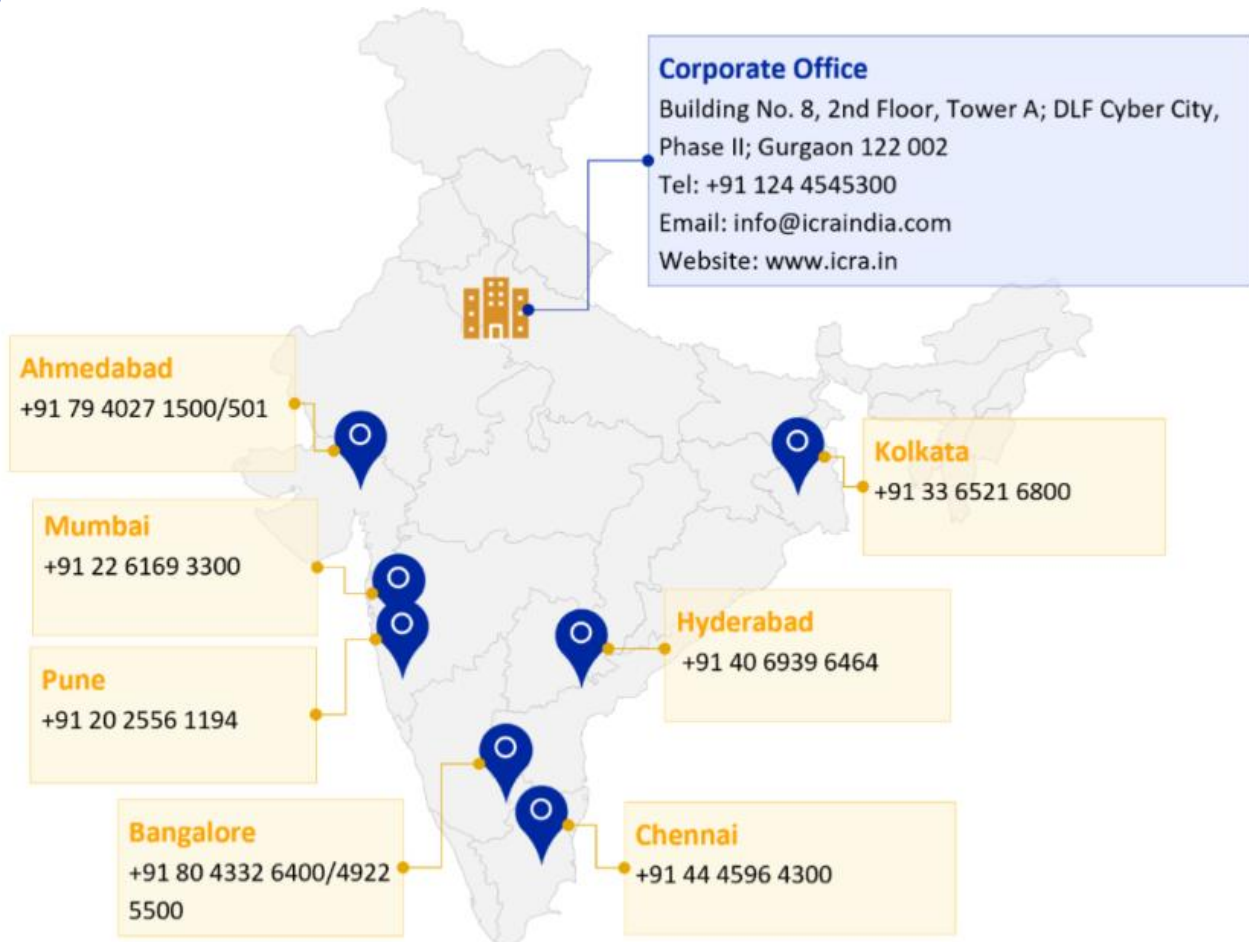 Corporate Office
Building No. 8, 2nd Floor, Tower A; DLF Cyber City,
Phase II; Gurgaon 122 002
Tel: +91 124 4545300
Email: info@icraindia.com
Website: www.icra.in
Ahmedabad
+91 79 4027 1500/501
Kolkata
+91 33 6521 6800
Mumbai
+91 22 6169 3300
Hyderabad
+91 40 6939 6464
Pune
+91 20 2556 1194
Bangalore
+91 80 4332 6400/4922
5500
Chennai
+91 44 4596 4300